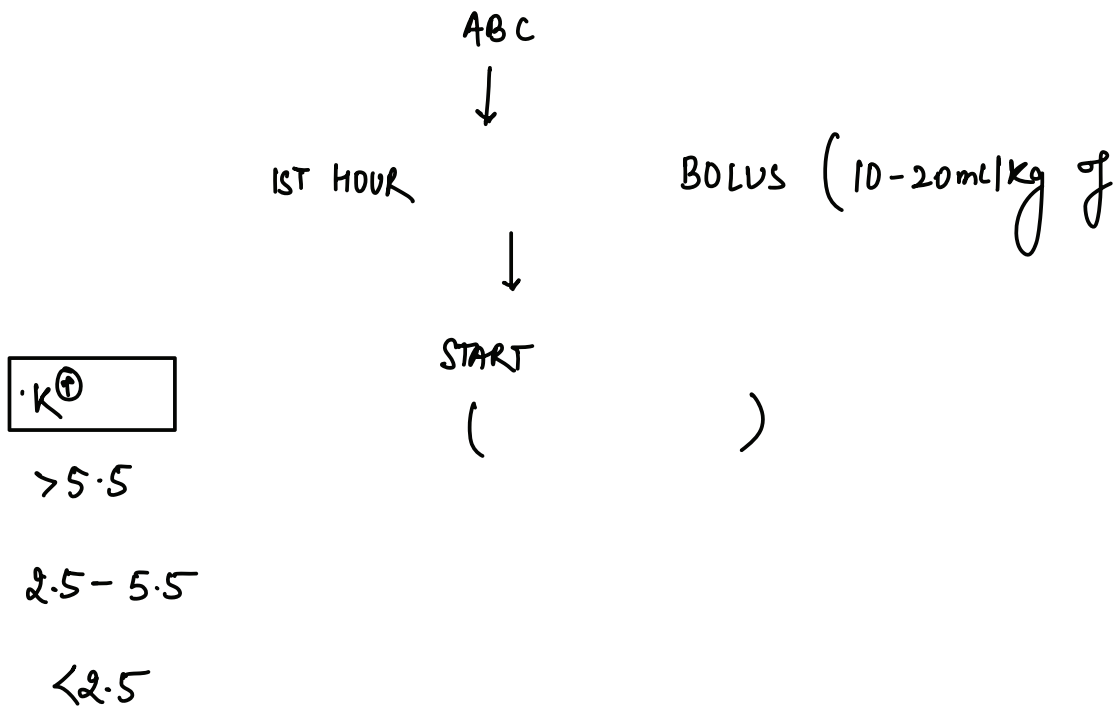 ABC
↓
1ST HOUR BOLUS (10-20ml/kg of
↓
START
( )
·K⊕
>5.5
2.5-5.5
<2.5